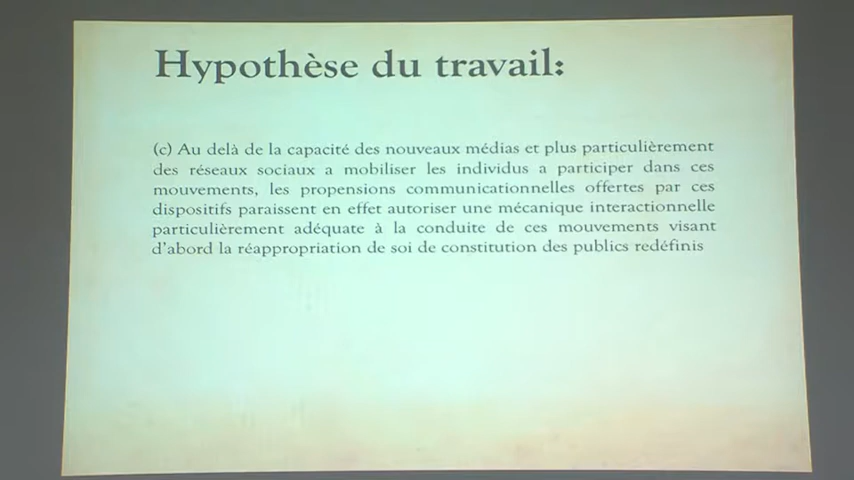 Hypothèse du travail:
(c) Au delà de la capacité des nouveaux médias et plus particulièrement
des réseaux sociaux a mobiliser les individus a participer dans ces
mouvements, les propensions communicationnelles offertes par ces
dispositifs paraissent en effet autoriser une mécanique interactionnelle
particulièrement adéquate à la conduite de ces mouvements visant
d'abord la réappropriation de soi de constitution des publics redéfinis